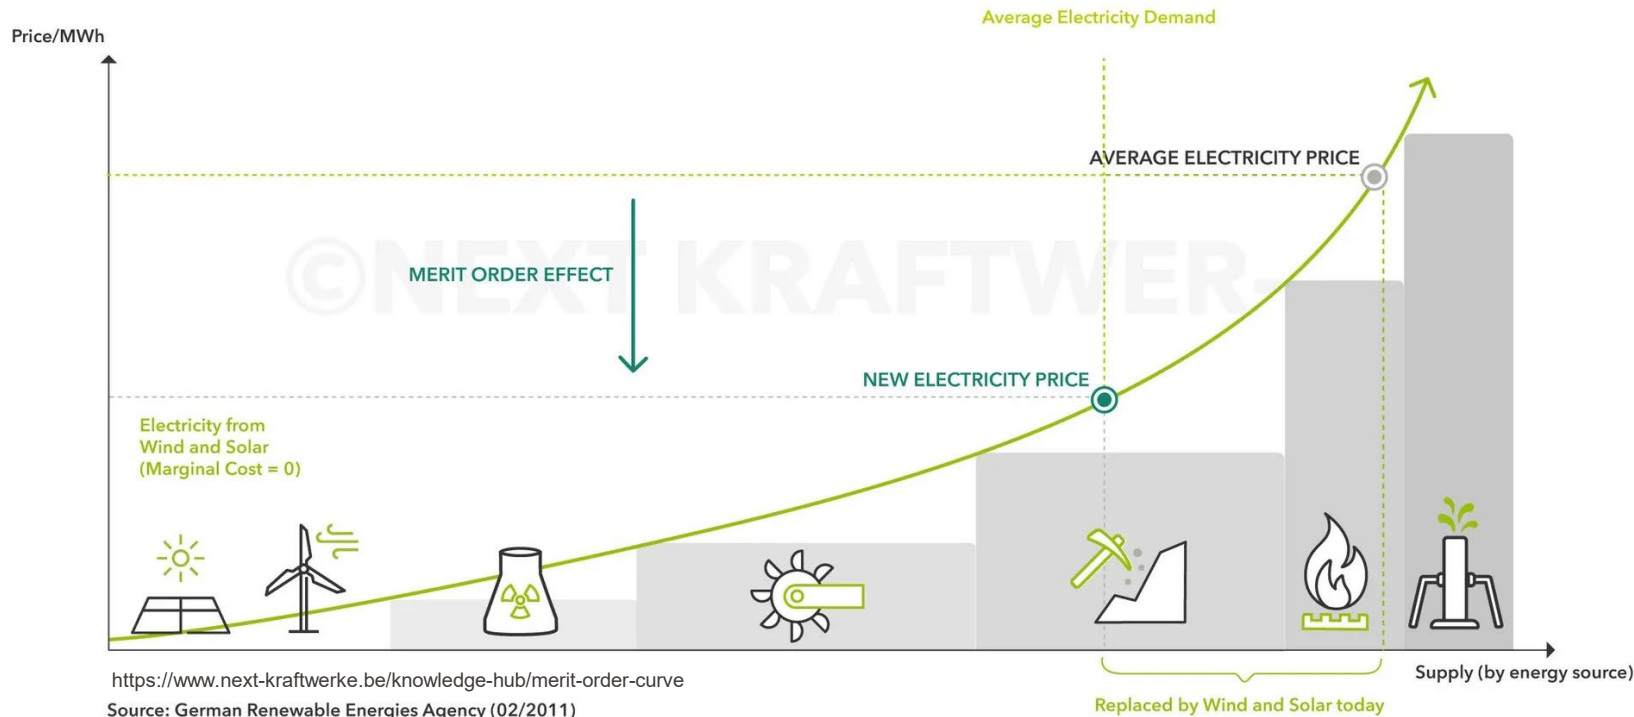 Average Electricity Demand
Price/MWh
AVERAGE ELECTRICITY PRICE
©NEXT KRAFTWER-
MERIT ORDER EFFECT
NEW ELECTRICITY PRICE
Electricity from
Wind and Solar
(Marginal Cost = 0)
Supply (by energy source)
https://www.next-kraftwerke.be/knowledge-hub/merit-order-curve
Replaced by Wind and Solar today
Source: German Renewable Energies Agency (02/2011)